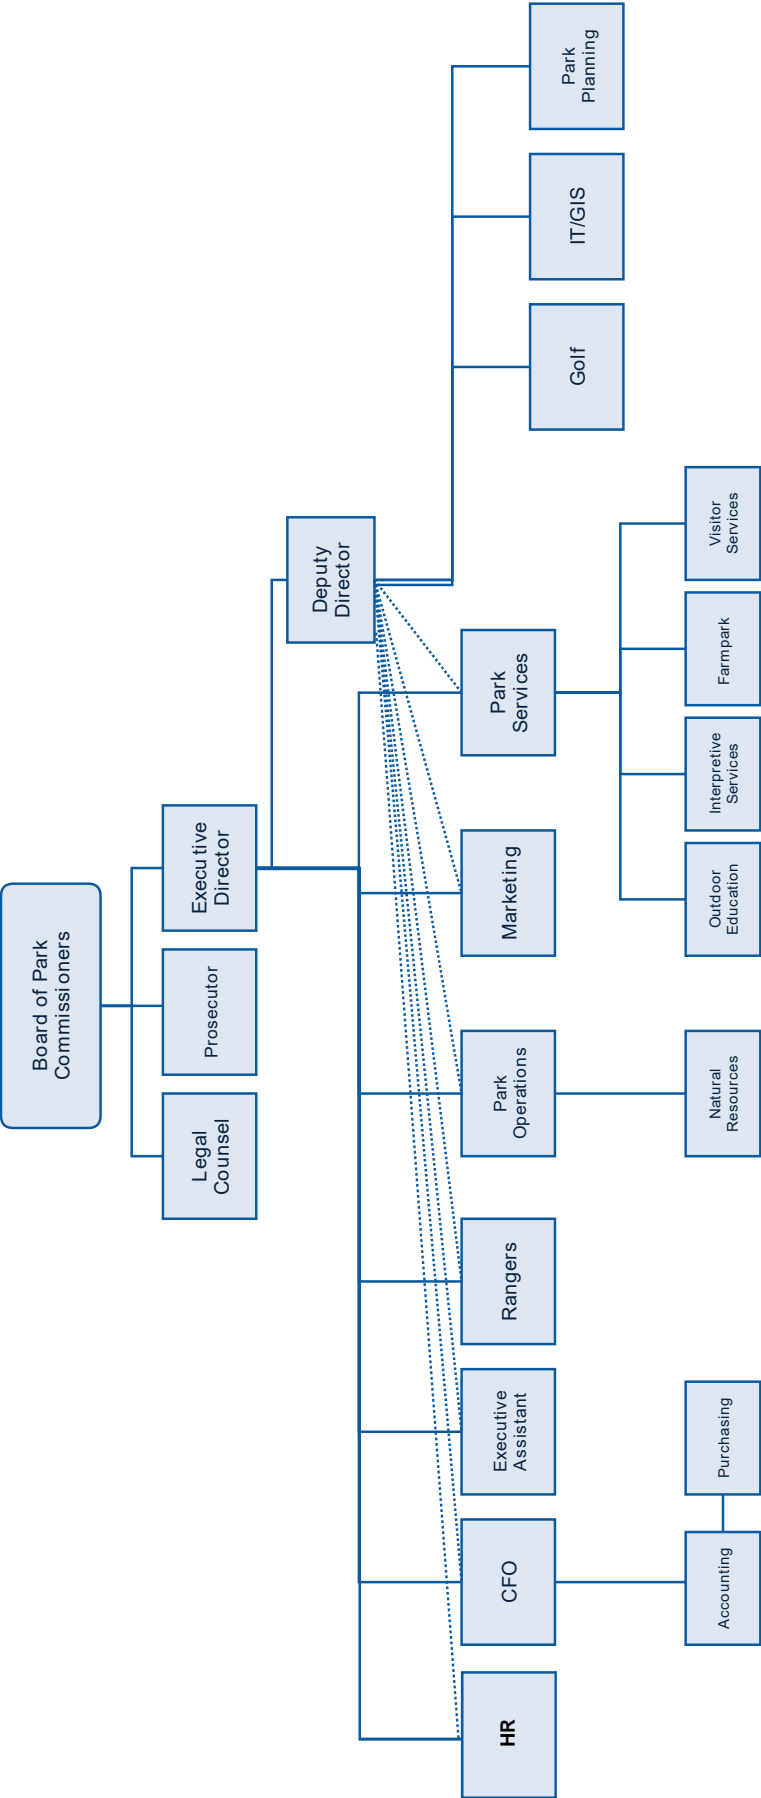 Board of Park
Commissioners
Legal
Counsel
Prosecutor
Executive
Director
Deputy
Director
HR
CFO
Executive
Assistant
Rangers
Park
Operations
Marketing
Park
Services
Golf
IT/GIS
Park
Planning
Accounting
Purchasing
Natural
Resources
Outdoor
Education
Interpretive
Services
Farmpark
Visitor
Services